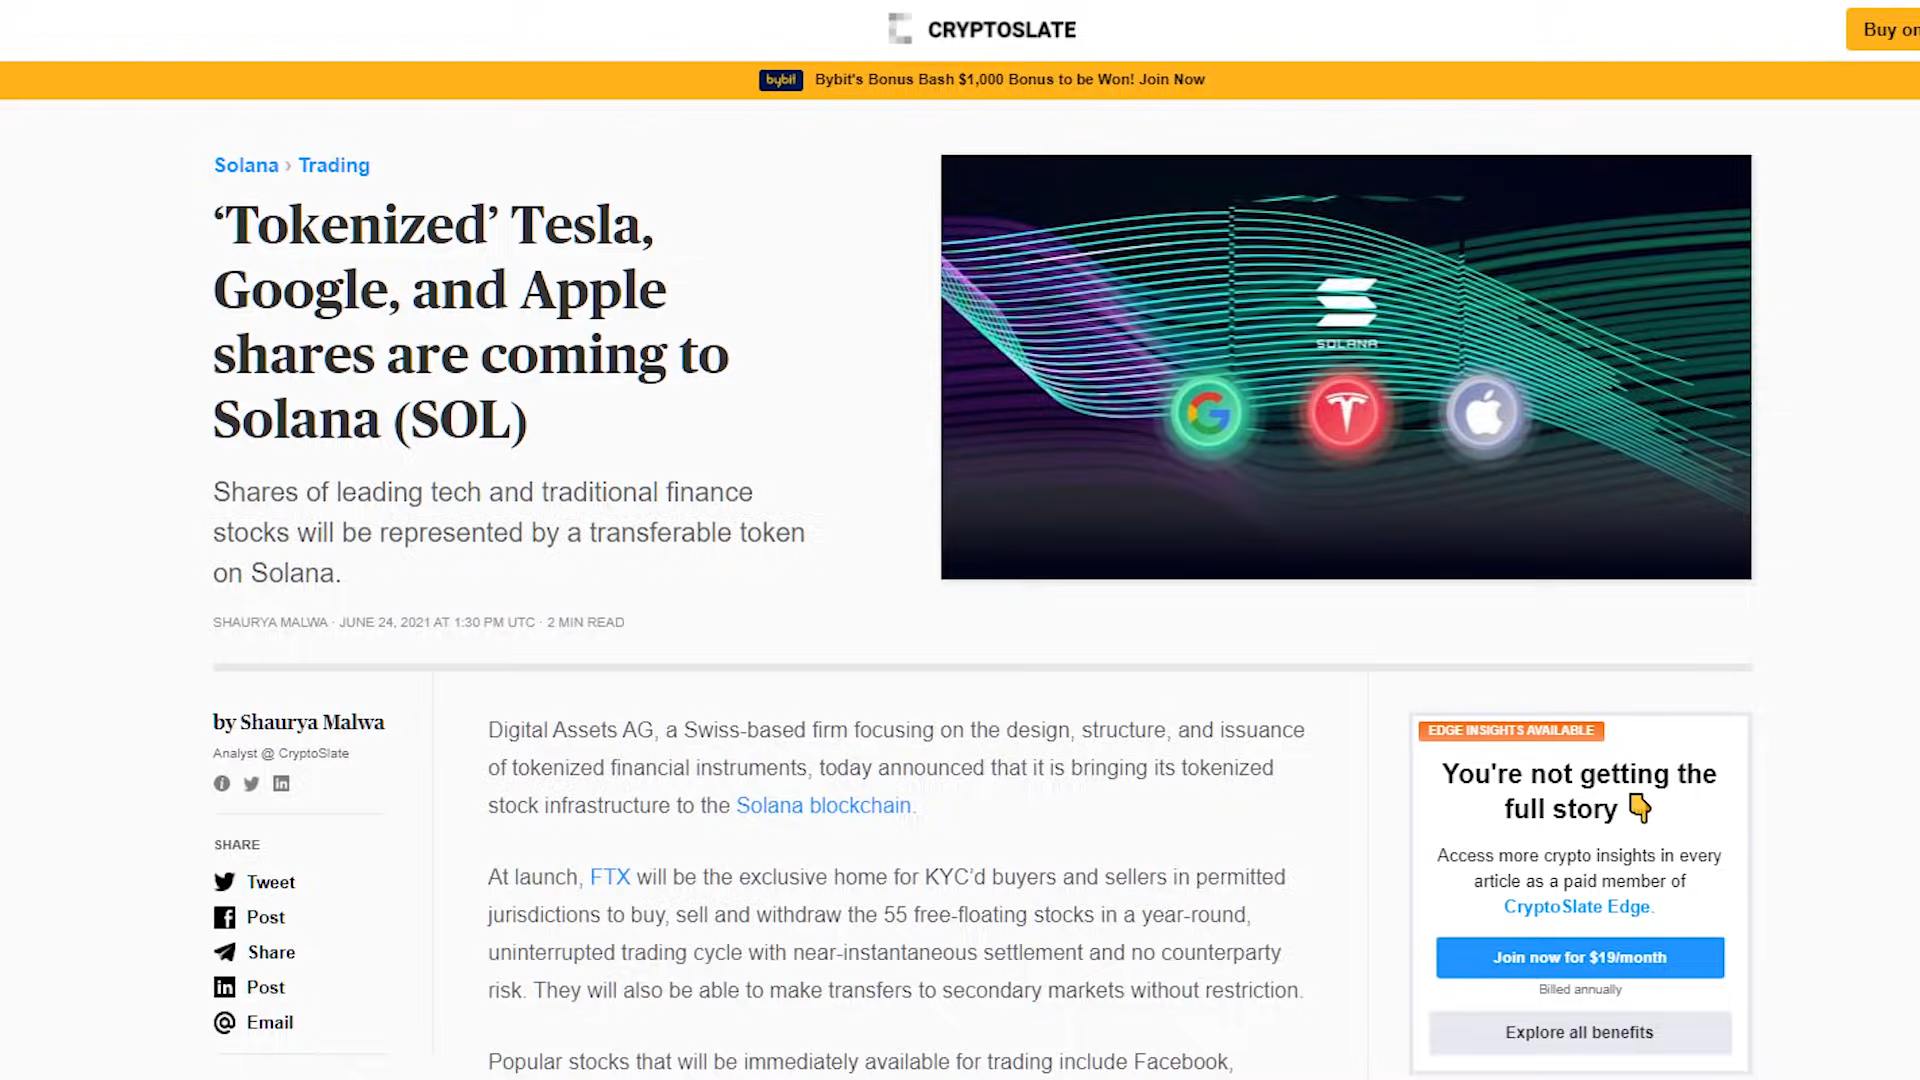 CRYPTOSLATE
Buy on
bybit Bybit's Bonus Bash $1,000 Bonus to be Won! Join Now
Solana › Trading
‘Tokenized’ Tesla,
Google, and Apple
shares are coming to
Solana (SOL)
Shares of leading tech and traditional finance
stocks will be represented by a transferable token
on Solana.
SHAURYA MALWA · JUNE 24, 2021 AT 1:30 PM UTC · 2 MIN READ
SOLANA
by Shaurya Malwa
Analyst @ CryptoSlate
SHARE
Tweet
Post
Share
Post
Email
Digital Assets AG, a Swiss-based firm focusing on the design, structure, and issuance
of tokenized financial instruments, today announced that it is bringing its tokenized
stock infrastructure to the Solana blockchain.
At launch, FTX will be the exclusive home for KYC’d buyers and sellers in permitted
jurisdictions to buy, sell and withdraw the 55 free-floating stocks in a year-round,
uninterrupted trading cycle with near-instantaneous settlement and no counterparty
risk. They will also be able to make transfers to secondary markets without restriction.
Popular stocks that will be immediately available for trading include Facebook,
EDGE INSIGHTS AVAILABLE
You're not getting the
full story 👇
Access more crypto insights in every
article as a paid member of
CryptoSlate Edge.
Join now for $19/month
Billed annually
Explore all benefits